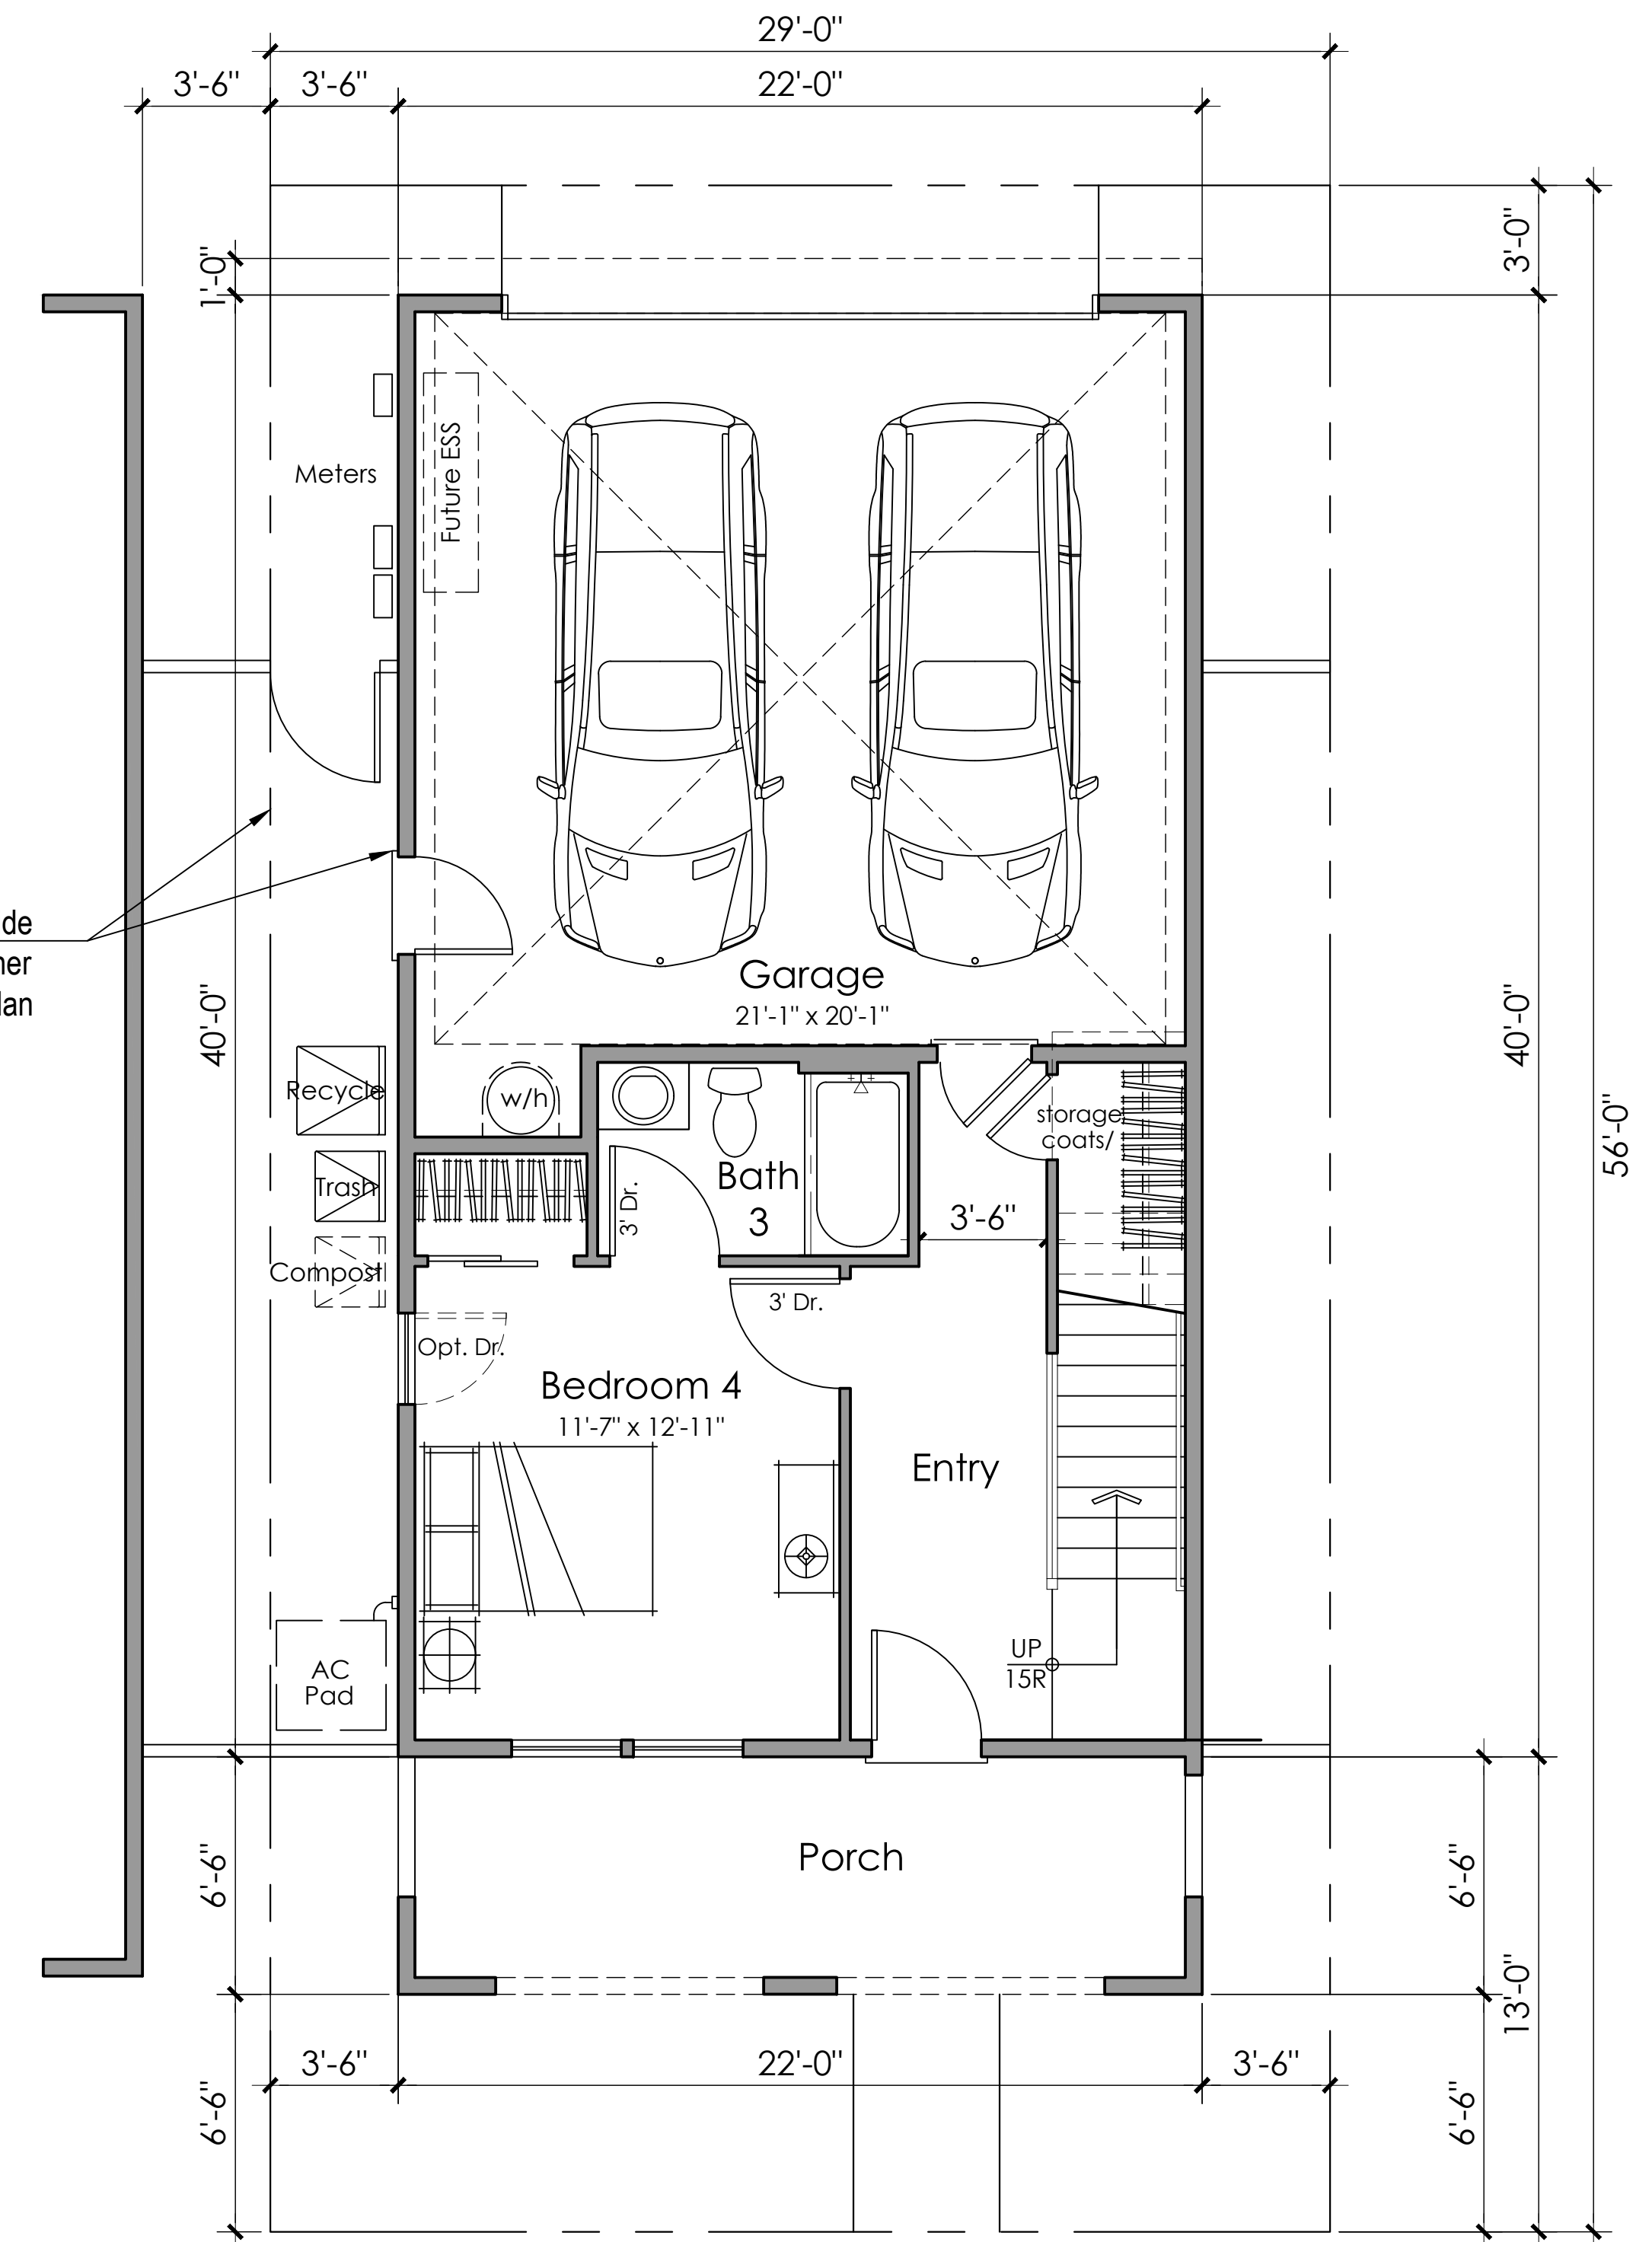 29'-0"
3'-6"
3'-6"
22'-0"
1'-0"
3'-0"
Meters
Future ESS
de
ner
lan
Garage
21'-1" x 20'-1"
40'-0"
40'-0"
56'-0"
Recycle
w/h
storage
coats/
Trash
Bath
3
3' Dr.
3'-6"
Compost
3' Dr.
Opt. Dr.
Bedroom 4
11'-7" x 12'-11"
Entry
UP
15R
AC
Pad
Porch
6'-6"
6'-6"
13'-0"
3'-6"
22'-0"
3'-6"
6'-6"
6'-6"